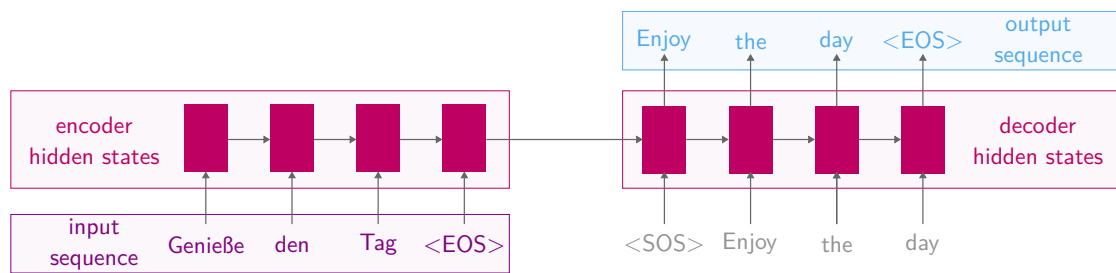 Enjoy the day <EOS>
output
sequence
encoder
hidden states
decoder
hidden states
input
sequence
Genieße den Tag <EOS>
<SOS> Enjoy the day